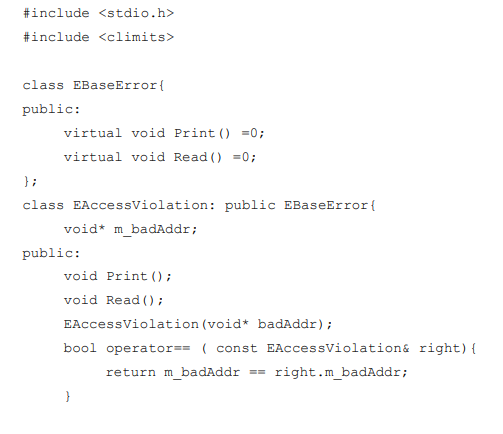 #include <stdio.h>
#include <climits>
class EBaseError{
public:
virtual void Print() =0;
virtual void Read() =0;
};
class EAccessViolation: public EBaseError{
void* m_badAddr;
public:
void Print();
void Read();
EAccessViolation(void* badAddr);
bool operator== ( const EAccessViolation& right){
return m_badAddr == right.m_badAddr;
}